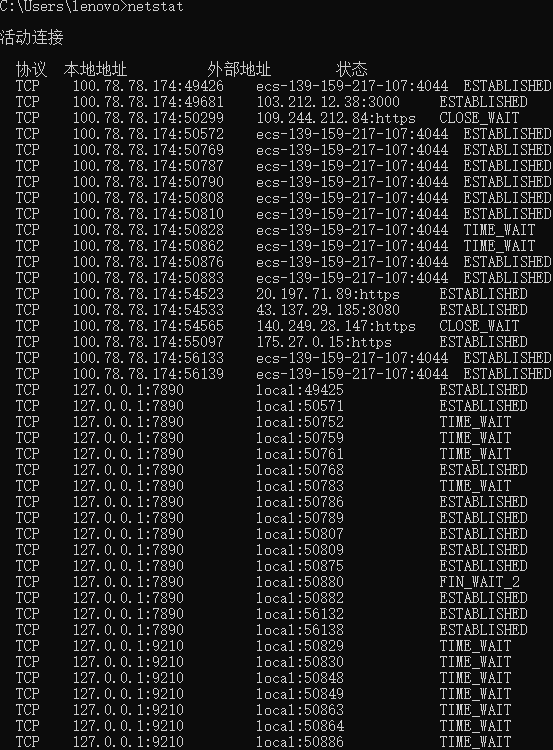 C:\Users\lenovo>netstat
活动连接
协议 本地地址 外部地址 状态
TCP 100.78.78.174:49426 ecs-139-159-217-107:4044 ESTABLISHED
TCP 100.78.78.174:49681 103.212.12.38:3000 ESTABLISHED
TCP 100.78.78.174:50299 109.244.212.84:https CLOSE_WAIT
TCP 100.78.78.174:50572 ecs-139-159-217-107:4044 ESTABLISHED
TCP 100.78.78.174:50769 ecs-139-159-217-107:4044 ESTABLISHED
TCP 100.78.78.174:50787 ecs-139-159-217-107:4044 ESTABLISHED
TCP 100.78.78.174:50790 ecs-139-159-217-107:4044 ESTABLISHED
TCP 100.78.78.174:50808 ecs-139-159-217-107:4044 ESTABLISHED
TCP 100.78.78.174:50810 ecs-139-159-217-107:4044 ESTABLISHED
TCP 100.78.78.174:50828 ecs-139-159-217-107:4044 TIME_WAIT
TCP 100.78.78.174:50862 ecs-139-159-217-107:4044 TIME_WAIT
TCP 100.78.78.174:50876 ecs-139-159-217-107:4044 ESTABLISHED
TCP 100.78.78.174:50883 ecs-139-159-217-107:4044 ESTABLISHED
TCP 100.78.78.174:54523 20.197.71.89:https ESTABLISHED
TCP 100.78.78.174:54533 43.137.29.185:8080 ESTABLISHED
TCP 100.78.78.174:54565 140.249.28.147:https CLOSE_WAIT
TCP 100.78.78.174:55097 175.27.0.15:https ESTABLISHED
TCP 100.78.78.174:56133 ecs-139-159-217-107:4044 ESTABLISHED
TCP 100.78.78.174:56139 ecs-139-159-217-107:4044 ESTABLISHED
TCP 127.0.0.1:7890 local:49425 ESTABLISHED
TCP 127.0.0.1:7890 local:50571 ESTABLISHED
TCP 127.0.0.1:7890 local:50752 TIME_WAIT
TCP 127.0.0.1:7890 local:50759 TIME_WAIT
TCP 127.0.0.1:7890 local:50761 TIME_WAIT
TCP 127.0.0.1:7890 local:50768 ESTABLISHED
TCP 127.0.0.1:7890 local:50783 TIME_WAIT
TCP 127.0.0.1:7890 local:50786 ESTABLISHED
TCP 127.0.0.1:7890 local:50789 ESTABLISHED
TCP 127.0.0.1:7890 local:50807 ESTABLISHED
TCP 127.0.0.1:7890 local:50809 ESTABLISHED
TCP 127.0.0.1:7890 local:50875 ESTABLISHED
TCP 127.0.0.1:7890 local:50880 FIN_WAIT_2
TCP 127.0.0.1:7890 local:50882 ESTABLISHED
TCP 127.0.0.1:7890 local:56132 ESTABLISHED
TCP 127.0.0.1:7890 local:56138 ESTABLISHED
TCP 127.0.0.1:9210 local:50829 TIME_WAIT
TCP 127.0.0.1:9210 local:50830 TIME_WAIT
TCP 127.0.0.1:9210 local:50848 TIME_WAIT
TCP 127.0.0.1:9210 local:50849 TIME_WAIT
TCP 127.0.0.1:9210 local:50863 TIME_WAIT
TCP 127.0.0.1:9210 local:50864 TIME_WAIT
TCP 127.0.0.1:9210 local:50886 TIME_WAIT